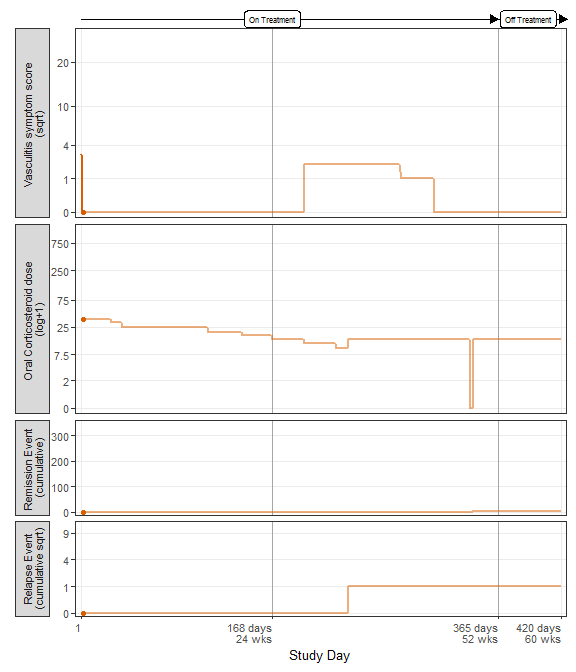 On Treatment
Off Treatment
Vasculitis symptom score
(sqrt)
20
10
4
1
0
Oral Corticosteroid dose
(log+1)
750
250
75
25
7.5
2
0
Remission Event
(cumulative)
300
200
100
0
Relapse Event
(cumulative sqrt)
9
4
1
0
1
168 days
24 wks
365 days
52 wks
420 days
60 wks
Study Day